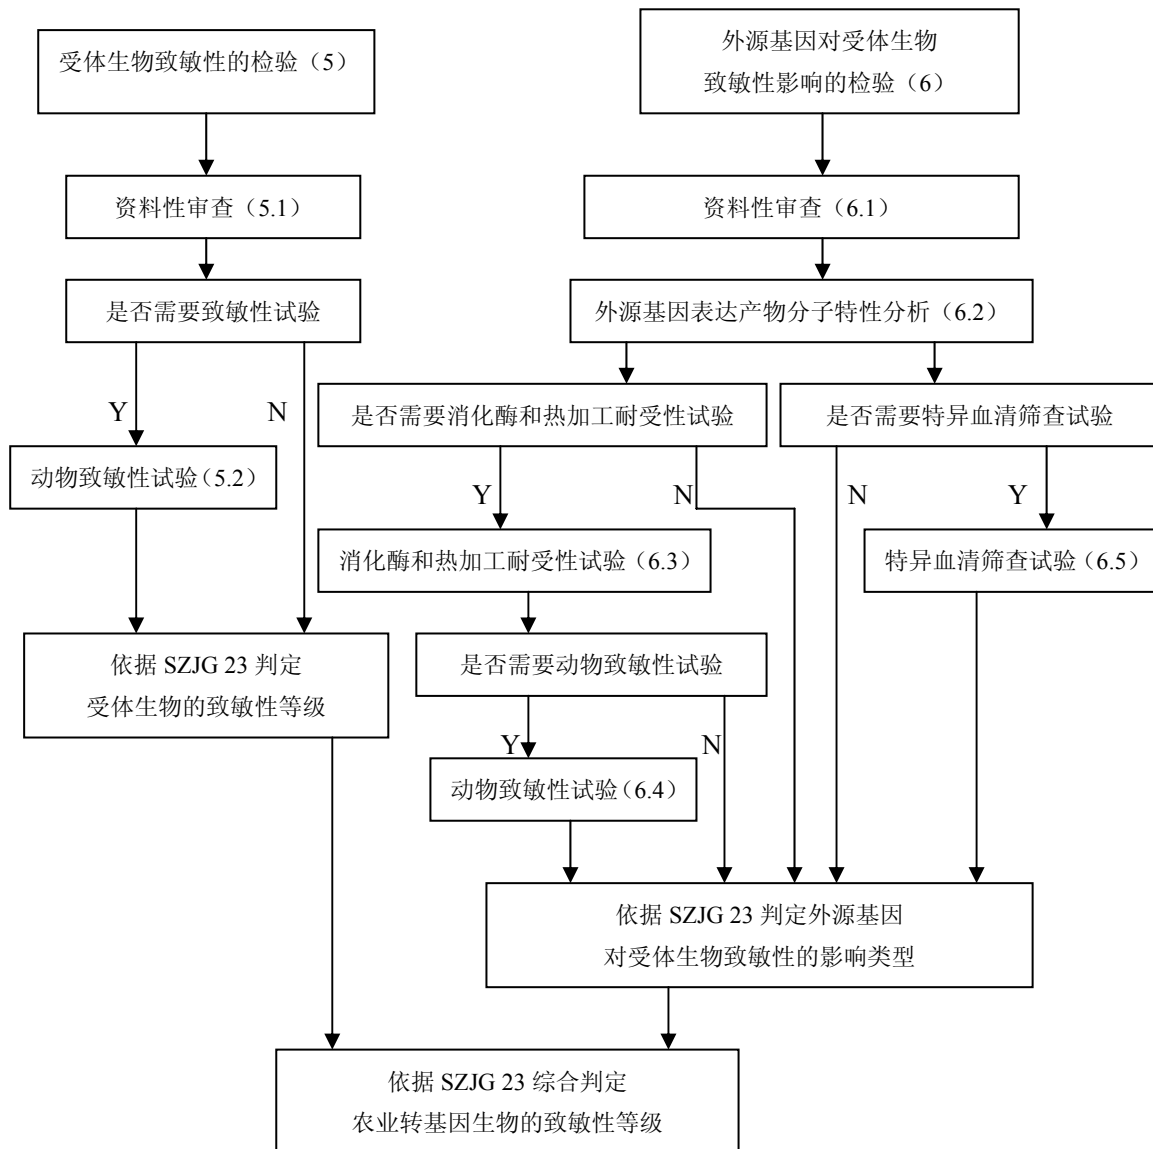 受体生物致敏性的检验（5）
外源基因对受体生物
致敏性影响的检验（6）
资料性审查（5.1）
资料性审查（6.1）
是否需要致敏性试验
外源基因表达产物分子特性分析（6.2）
Y
N
是否需要消化酶和热加工耐受性试验
是否需要特异血清筛查试验
动物致敏性试验（5.2）
Y
N
N
Y
消化酶和热加工耐受性试验（6.3）
特异血清筛查试验（6.5）
依据 SZJG 23 判定
受体生物的致敏性等级
是否需要动物致敏性试验
Y
N
动物致敏性试验（6.4）
依据 SZJG 23 判定外源基因
对受体生物致敏性的影响类型
依据 SZJG 23 综合判定
农业转基因生物的致敏性等级